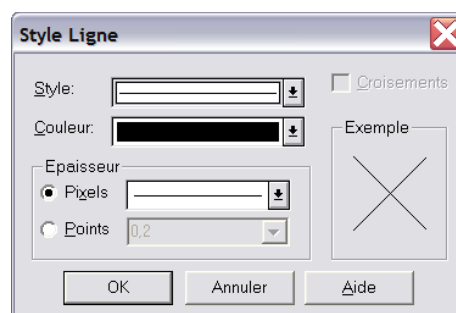 Style Ligne
Style:
Croisements
Couleur:
Exemple
Epaisseur
Pixels
Points 0,2
OK Annuler Aide